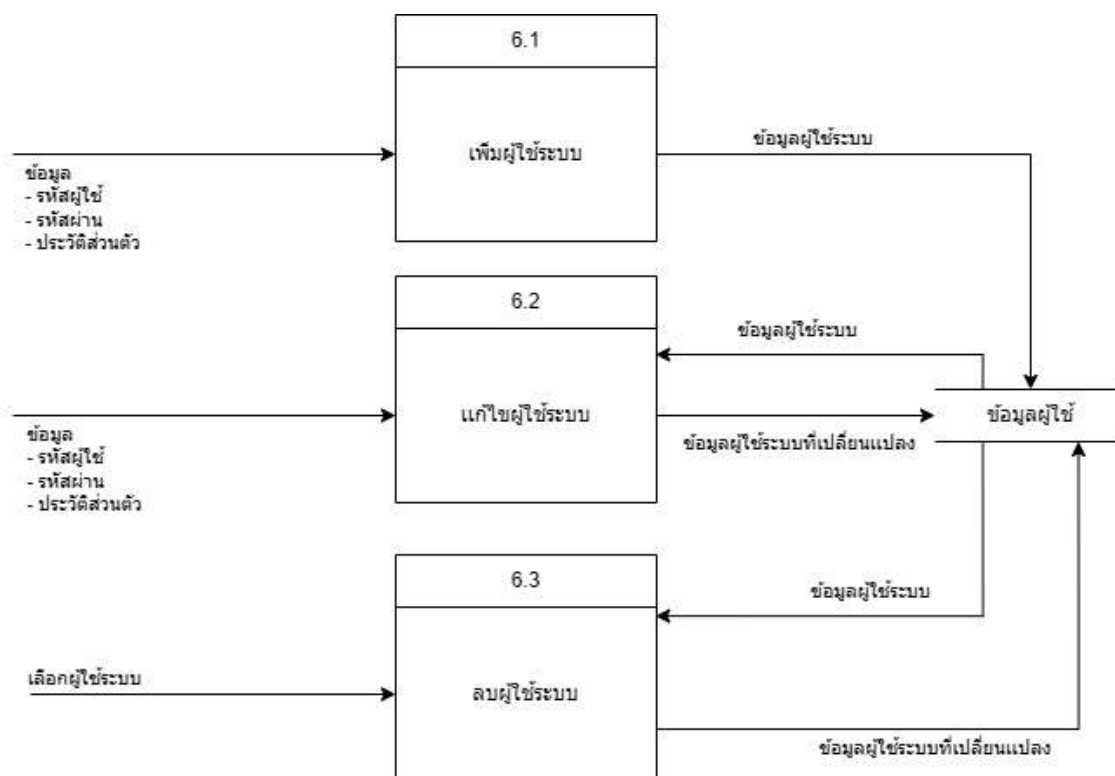 6.1
เพิ่มผู้ใช้ระบบ
ข้อมูลผู้ใช้ระบบ
ข้อมูล
- รหัสผู้ใช้
- รหัสผ่าน
- ประวัติส่วนตัว
6.2
ข้อมูลผู้ใช้ระบบ
แก้ไขผู้ใช้ระบบ
ข้อมูลผู้ใช้
ข้อมูล
- รหัสผู้ใช้
- รหัสผ่าน
- ประวัติส่วนตัว
ข้อมูลผู้ใช้ระบบที่เปลี่ยนแปลง
6.3
ข้อมูลผู้ใช้ระบบ
เลือกผู้ใช้ระบบ
ลบผู้ใช้ระบบ
ข้อมูลผู้ใช้ระบบที่เปลี่ยนแปลง